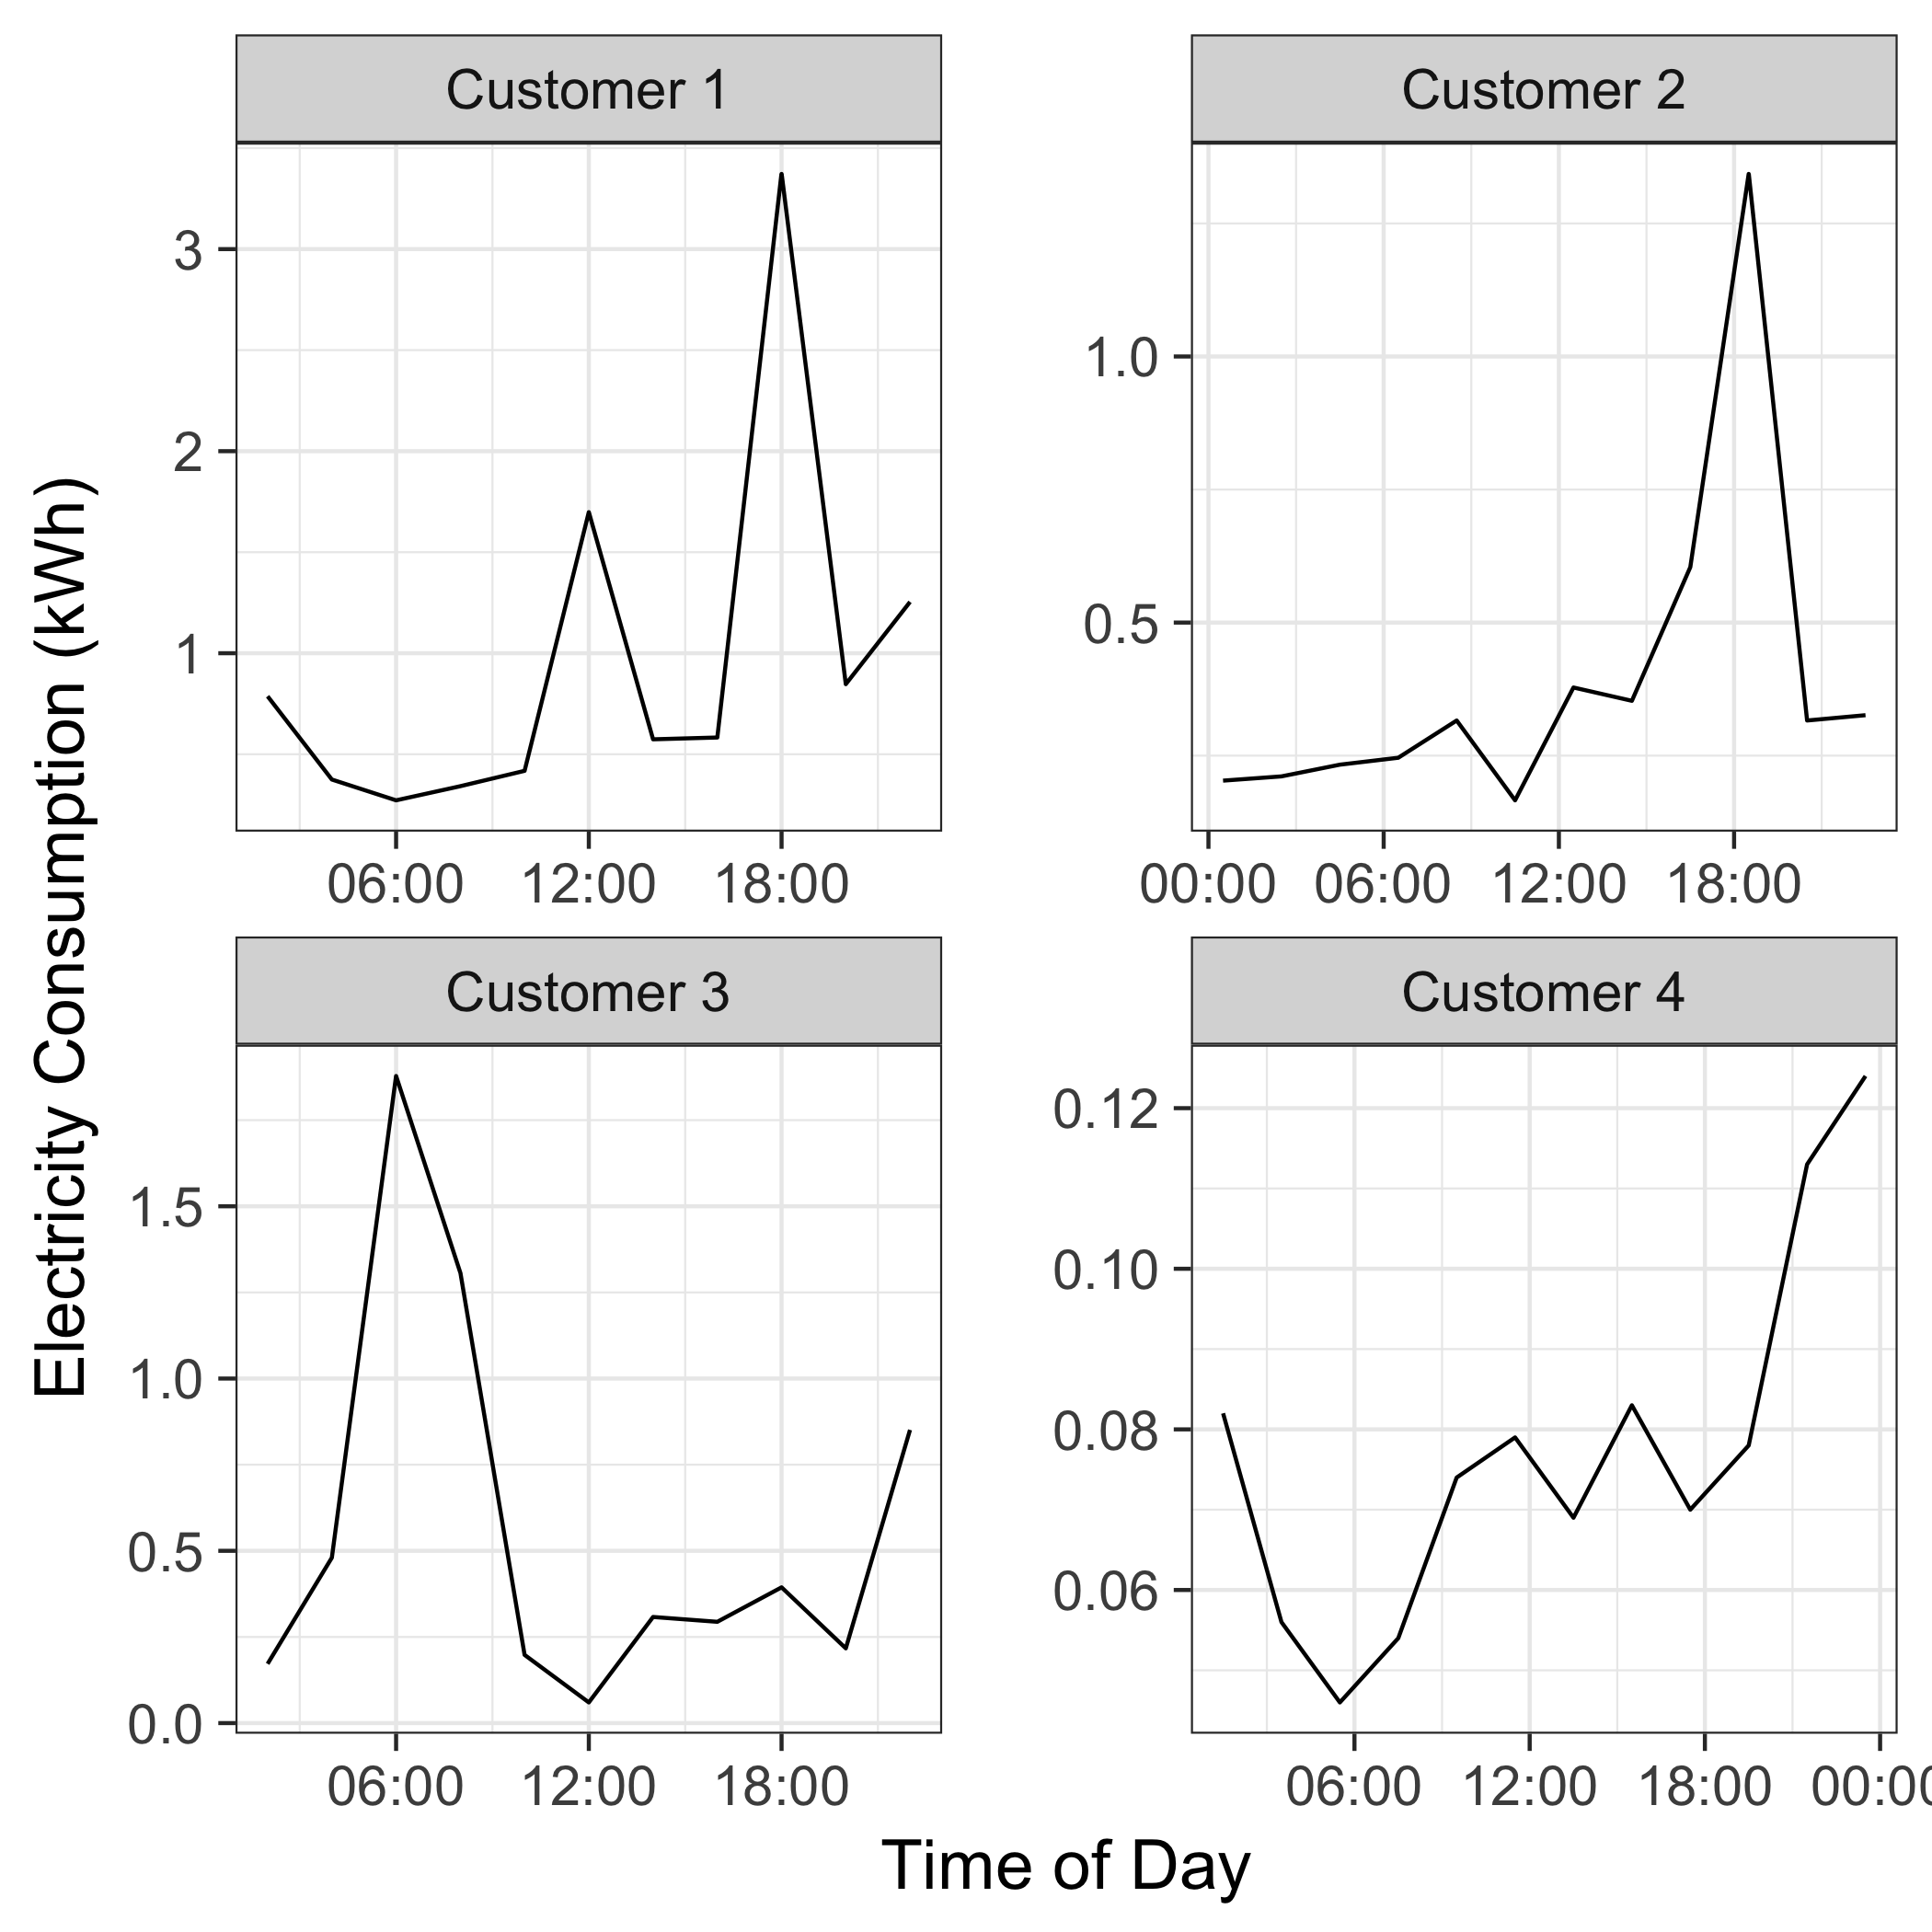 Customer 1
Customer 2
3
2
1
1.0
0.5
06:00 12:00 18:00
00:00 06:00 12:00 18:00
Electricity Consumption (kWh)
Customer 3
Customer 4
1.5
1.0
0.5
0.0
0.12
0.10
0.08
0.06
06:00 12:00 18:00
06:00 12:00 18:00 00:0
Time of Day